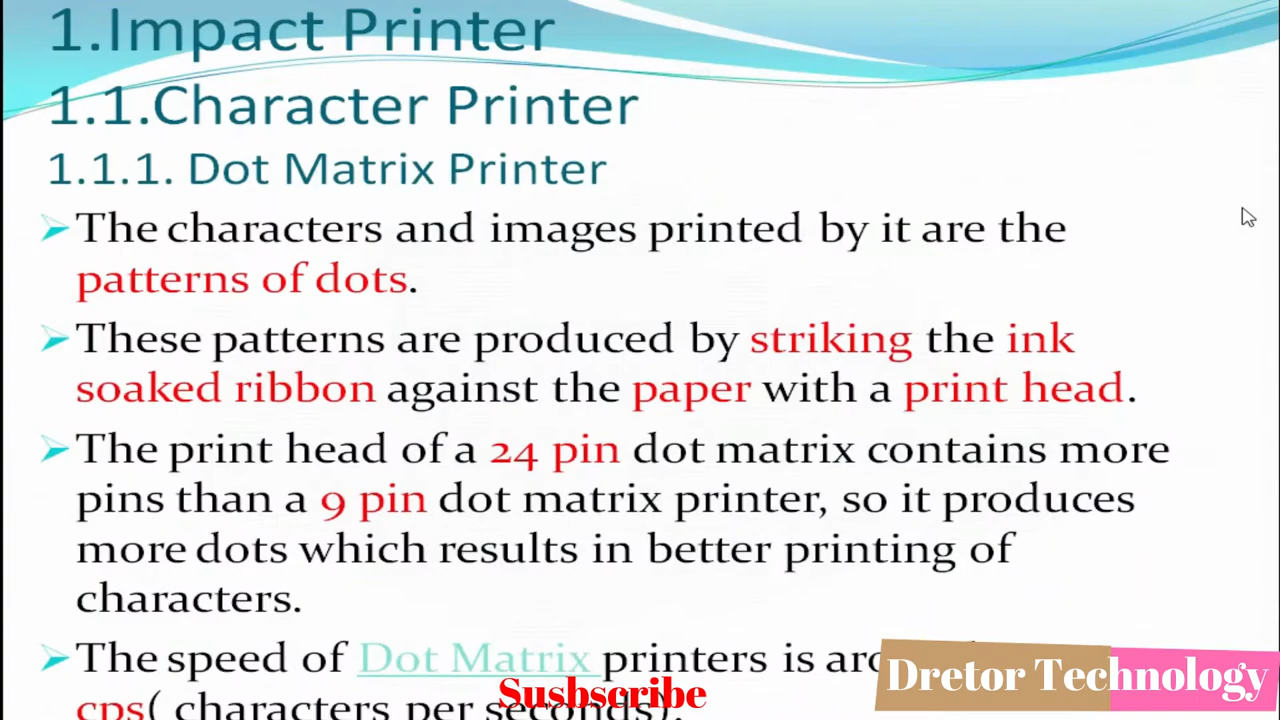 1.Impact Printer
1.1.Character Printer
1.1.1. Dot Matrix Printer
➢ The characters and images printed by it are the
patterns of dots.
➢ These patterns are produced by striking the ink
soaked ribbon against the paper with a print head.
➢ The print head of a 24 pin dot matrix contains more
pins than a 9 pin dot matrix printer, so it produces
more dots which results in better printing of
characters.
➢ The speed of Dot Matrix printers is
Dretor Technology
Susbscribe
cps( characters per seconds).